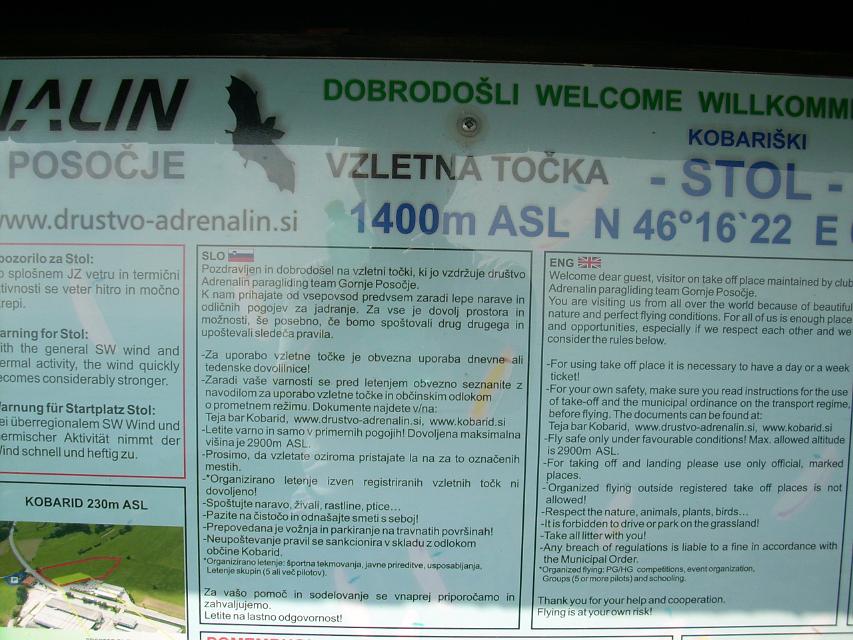 NALIN
DOBRODOŠLI WELCOME WILLKOMM
POSOČJE
VZLETNA TOČKA
KOBARIŠKI
- STOL -
www.drustvo-adrenalin.si
1400m ASL N 46°16`22 E
pozorilo za Stol:
splošnem JZ vetru in termični
tivnosti se veter hitro in močno
krepi.
arning for Stol:
ith the general SW wind and
ermal activity, the wind quickly
ecomes considerably stronger.
arnung für Startplatz Stol:
ei überregionalem SW Wind und
ermischer Aktivität nimmt der
ind schnell und heftig zu.
KOBARID 230m ASL
SLO
Pozdravljen in dobrodošel na vzletni točki, ki jo vzdržuje društvo
Adrenalin paragliding team Gornje Posočje.
K nam prihajate od vsepovsod predvsem zaradi lepe narave in
odličnih pogojev za jadranje. Za vse je dovolj prostora in
možnosti, še posebno, če bomo spoštovali drug drugega in
upoštevali sledeča pravila.
-Za uporabo vzletne točke je obvezna uporaba dnevne ali
tedenske dovolilnice!
-Zaradi vaše varnosti se pred letenjem obvezno seznanite z
navodilom za uporabo vzletne točke in občinskim odlokom
o prometnem režimu. Dokumente najdete v/na:
Teja bar Kobarid, www.drustvo-adrenalin.si, www.kobarid.si
-Letite varno in samo v primernih pogojih! Dovoljena maksimalna
višina je 2900m ASL.
-Prosimo, da vzletate oziroma pristajate la na za to označenih
mestih.
-*Organizirano letenje izven registriranih vzletnih točk ni
dovoljeno!
-Spoštujte naravo, živali, rastline, ptice…
-Pazite na čistočo in odnašajte smeti s seboj!
-Prepovedana je vožnja in parkiranje na travnatih površinah!
-Neupoštevanje pravil se sankcionira v skladu z odlokom
občine Kobarid.
*Organizirano letenje: športna tekmovanja, javne prireditve, usposabljanja,
Letenje skupin (5 ali več pilotov).
Za vašo pomoč in sodelovanje se vnaprej priporočamo in
zahvaljujemo.
Letite na lastno odgovornost!
ENG
Welcome dear guest, visitor on take off place maintained by club
Adrenalin paragliding team Gornje Posočje.
You are visiting us from all over the world because of beautiful
nature and perfect flying conditions. For all of us is enough place
and opportunities, especially if we respect each other and we
consider the rules below.
-For using take off place it is necessary to have a day or a week
ticket!
-For your own safety, make sure you read instructions for the use
of take-off and the municipal ordinance on the transport regime,
before flying. The documents can be found at:
Teja bar Kobarid, www.drustvo-adrenalin.si, www.kobarid.si
-Fly safe only under favourable conditions! Max. allowed altitude
is 2900m ASL.
-For taking off and landing please use only official, marked
places.
-Organized flying outside registered take off places is not
allowed!
-Respect the nature, animals, plants, birds…
-It is forbidden to drive or park on the grassland!
-Take all litter with you!
-Any breach of regulations is liable to a fine in accordance with
the Municipal Order.
*Organized flying: PG/HG competitions, event organization,
Groups (5 or more pilots) and schooling.
Thank you for your help and cooperation.
Flying is at your own risk!